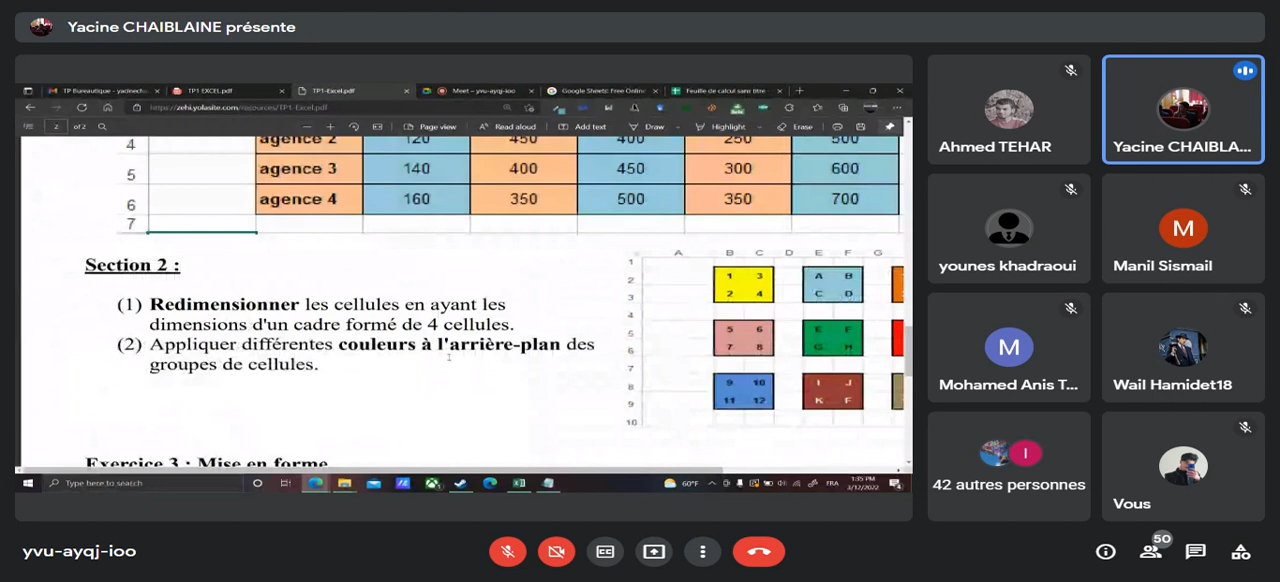 Yacine CHAIBLAINE présente
TP Bureautique - yacinech
TP1 EXCEL.pdf
TP1-Excel.pdf
Meet – yvu-ayqj-ioo
Google Sheets: Free Online
Feuille de calcul sans titre
https://zehi.yolasite.com/resources/TP1-Excel.pdf
2 of 2
Page view
Read aloud
Add text
Draw
Highlight
Erase
4 agence 2 120 450 400 250 500
5 agence 3 140 400 450 300 600
6 agence 4 160 350 500 350 700
7
Section 2 :
(1) Redimensionner les cellules en ayant les
dimensions d'un cadre formé de 4 cellules.
(2) Appliquer différentes couleurs à l'arrière-plan des
groupes de cellules.
A B C D E F G
1
2 1 3 A B
3 2 4 C D
4
5 5 6 E F
6 7 8 G H
7
8 9 10 I J
9 11 12 K F
10
Exercice 3 : Mise en forme
Type here to search
60°F
FRA
1:35 PM
3/17/2022
Ahmed TEHAR
Yacine CHAIBLA...
younes khadraoui
M
Manil Sismail
M
Mohamed Anis T...
Wail Hamidet18
I
42 autres personnes
Vous
yvu-ayqj-ioo
50